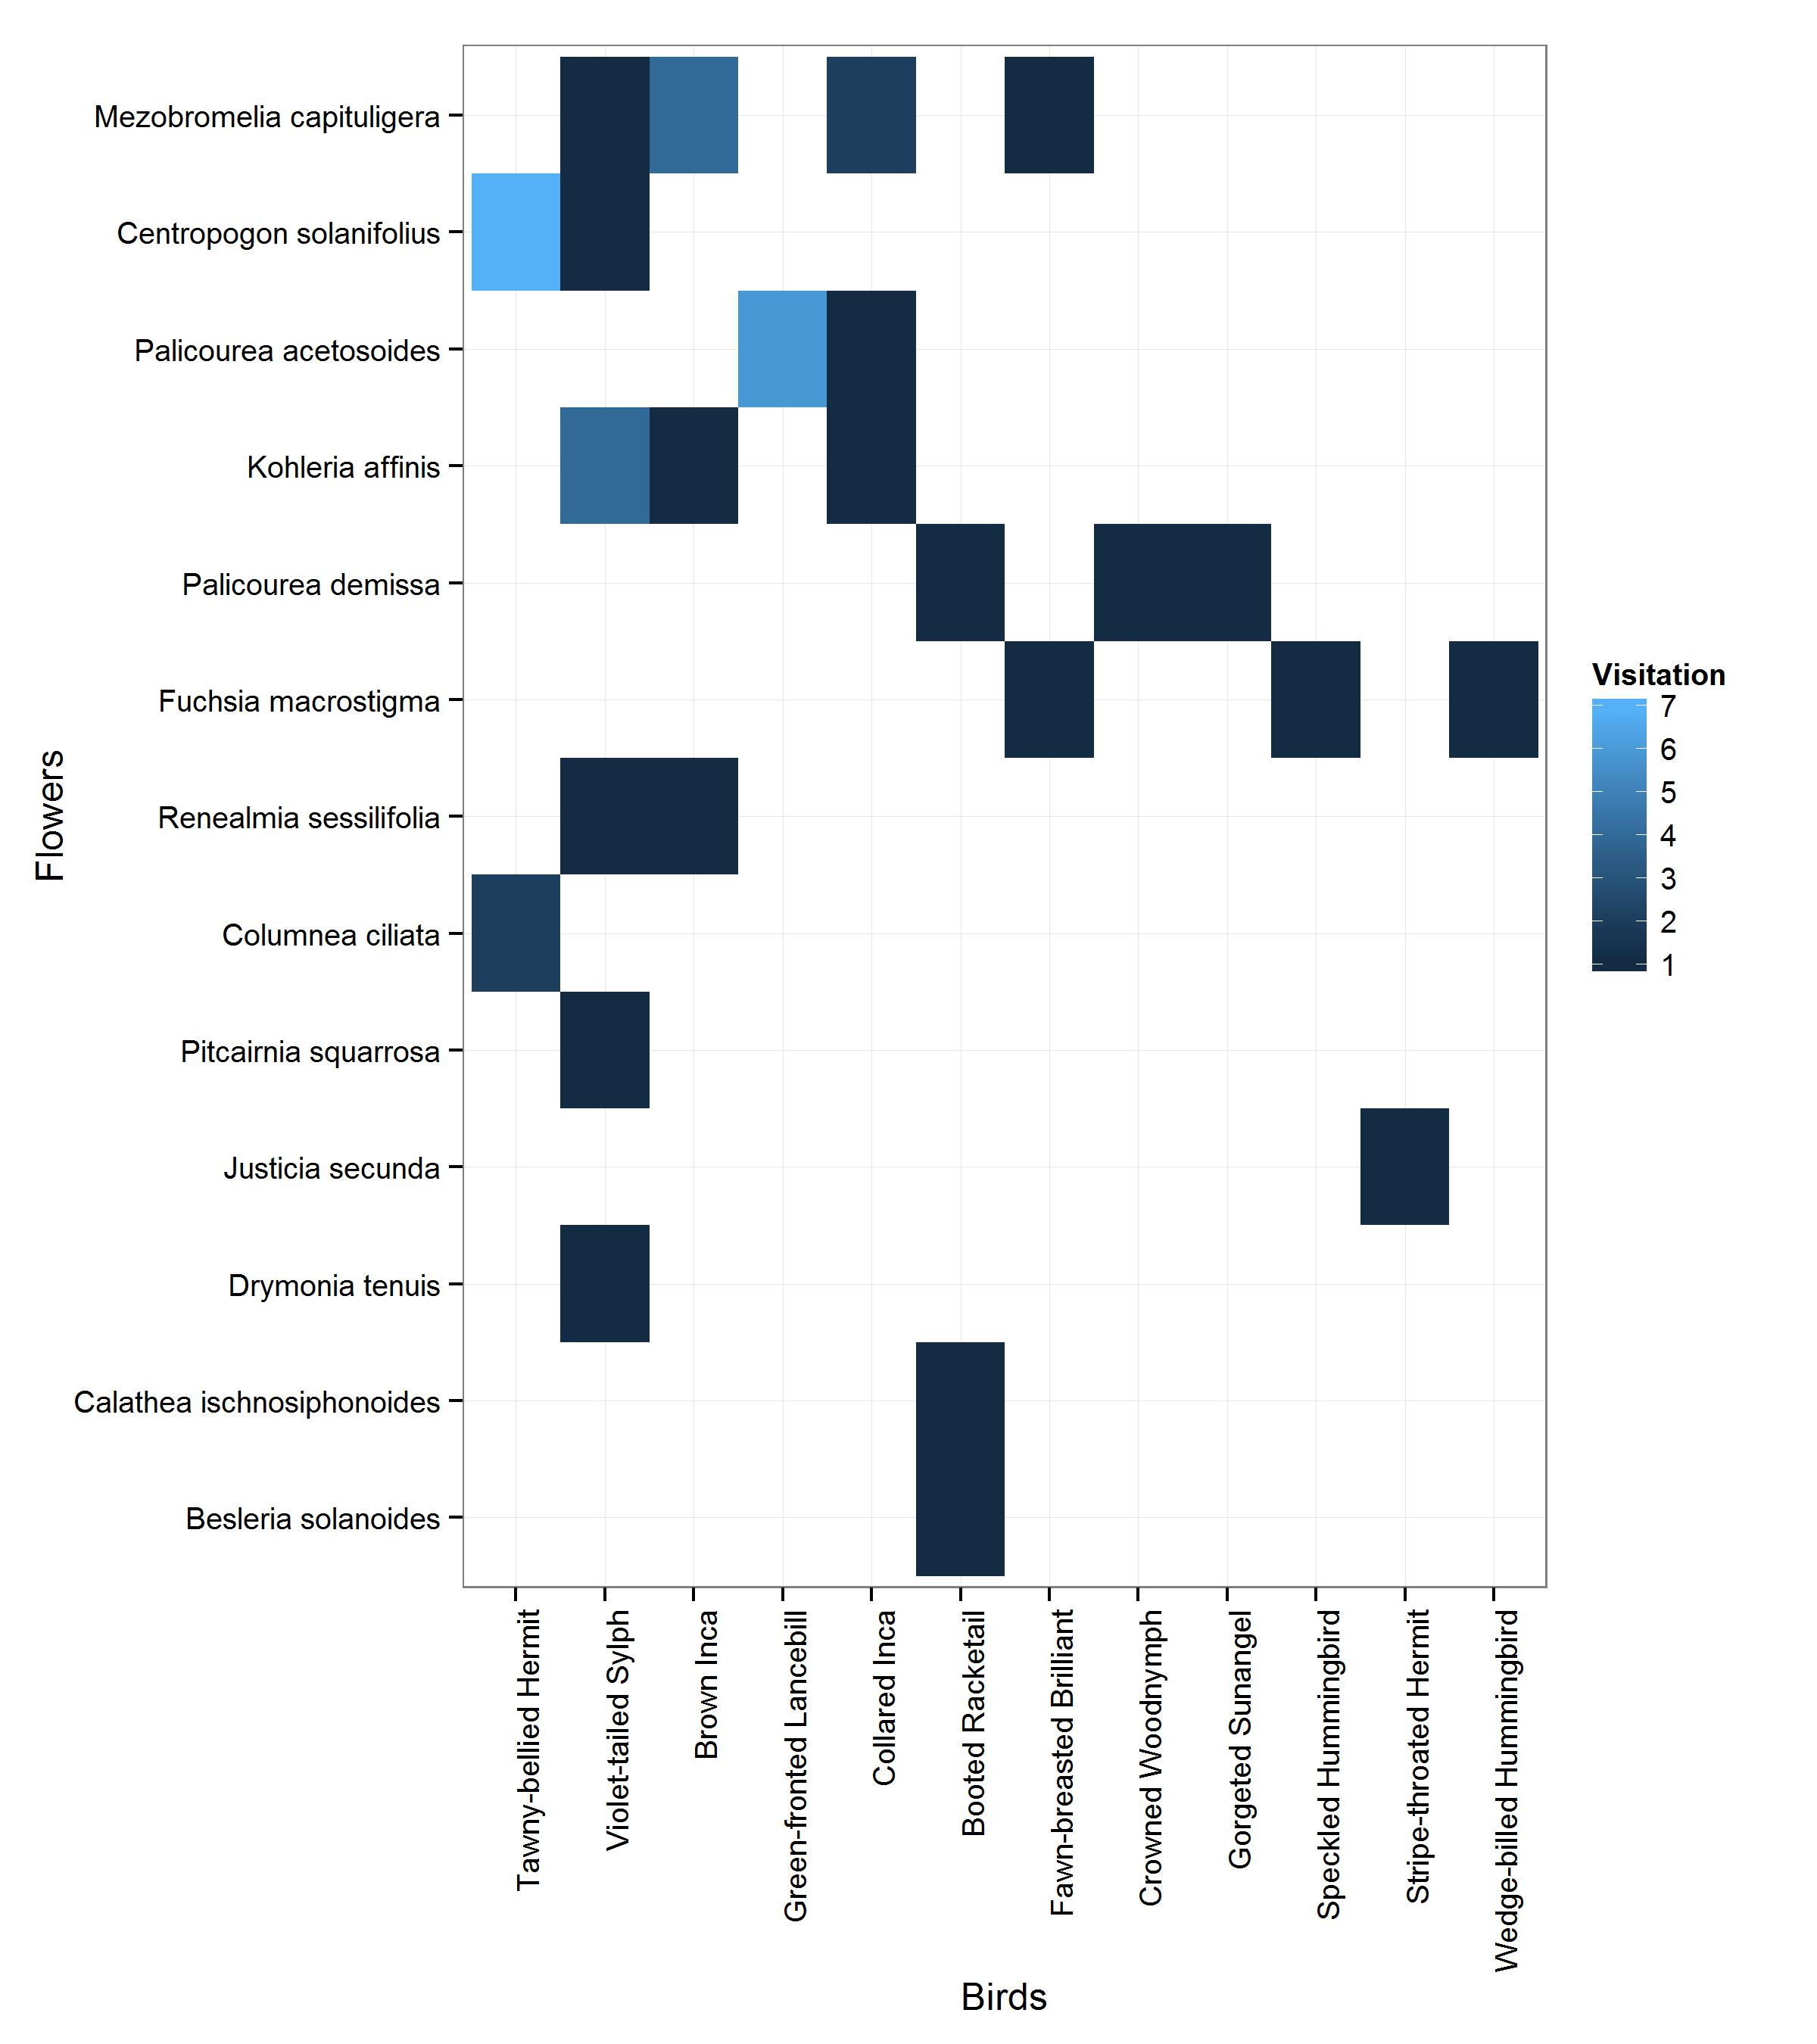 Mezobromelia capituligera
Centropogon solanifolius
Palicourea acetosoides
Kohleria affinis
Palicourea demissa
Fuchsia macrostigma
Renealmia sessilifolia
Columnea ciliata
Pitcairnia squarrosa
Justicia secunda
Drymonia tenuis
Calathea ischnosiphonoides
Besleria solanoides
Flowers
Tawny-bellied Hermit
Violet-tailed Sylph
Brown Inca
Green-fronted Lancebill
Collared Inca
Booted Racketail
Fawn-breasted Brilliant
Crowned Woodnymph
Gorgeted Sunangel
Speckled Hummingbird
Stripe-throated Hermit
Wedge-billed Hummingbird
Birds
Visitation
7
6
5
4
3
2
1